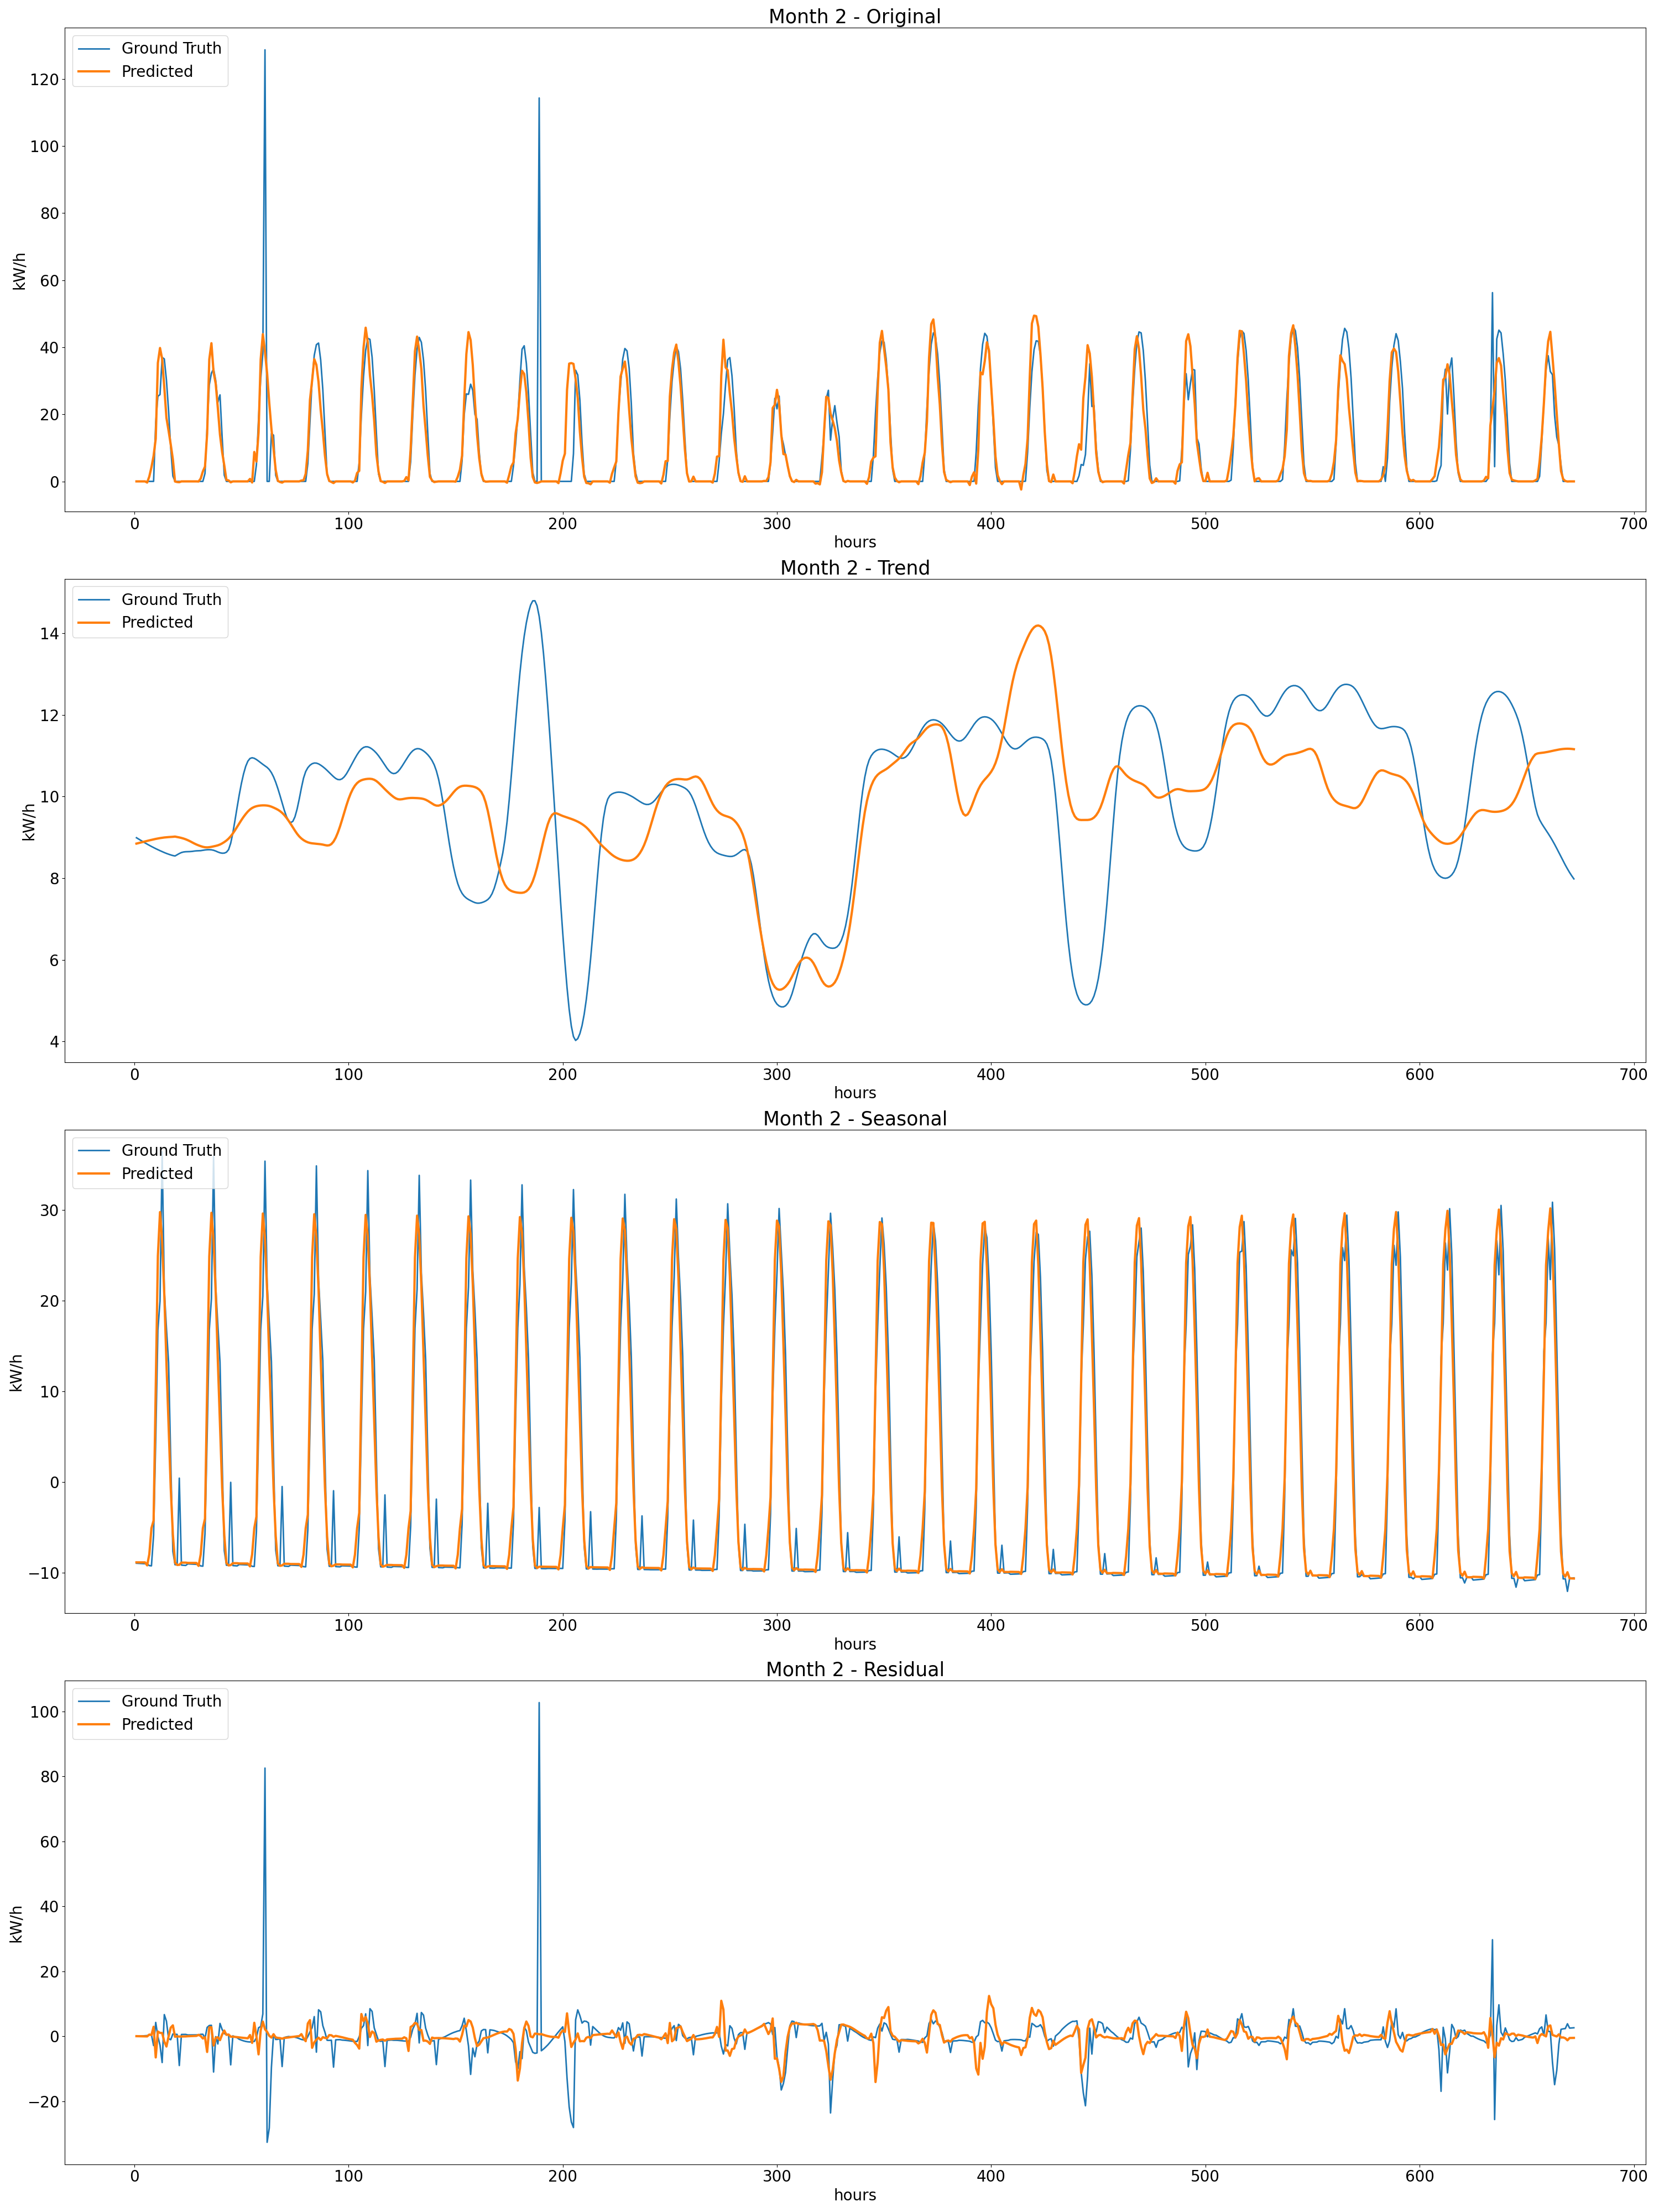 Month 2 - Original
Ground Truth
Predicted
120
100
80
60
40
20
0
kW/h
0 100 200 300 400 500 600 700
hours
Month 2 - Trend
Ground Truth
Predicted
14
12
10
8
6
4
kW/h
0 100 200 300 400 500 600 700
hours
Month 2 - Seasonal
Ground Truth
Predicted
30
20
10
0
−10
kW/h
0 100 200 300 400 500 600 700
hours
Month 2 - Residual
Ground Truth
Predicted
100
80
60
40
20
0
−20
kW/h
0 100 200 300 400 500 600 700
hours